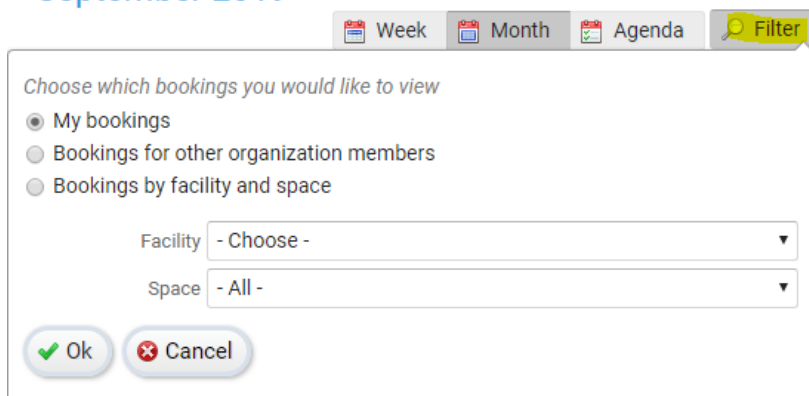 Week Month Agenda Filter
Choose which bookings you would like to view
My bookings
Bookings for other organization members
Bookings by facility and space
Facility - Choose -
Space - All -
Ok Cancel